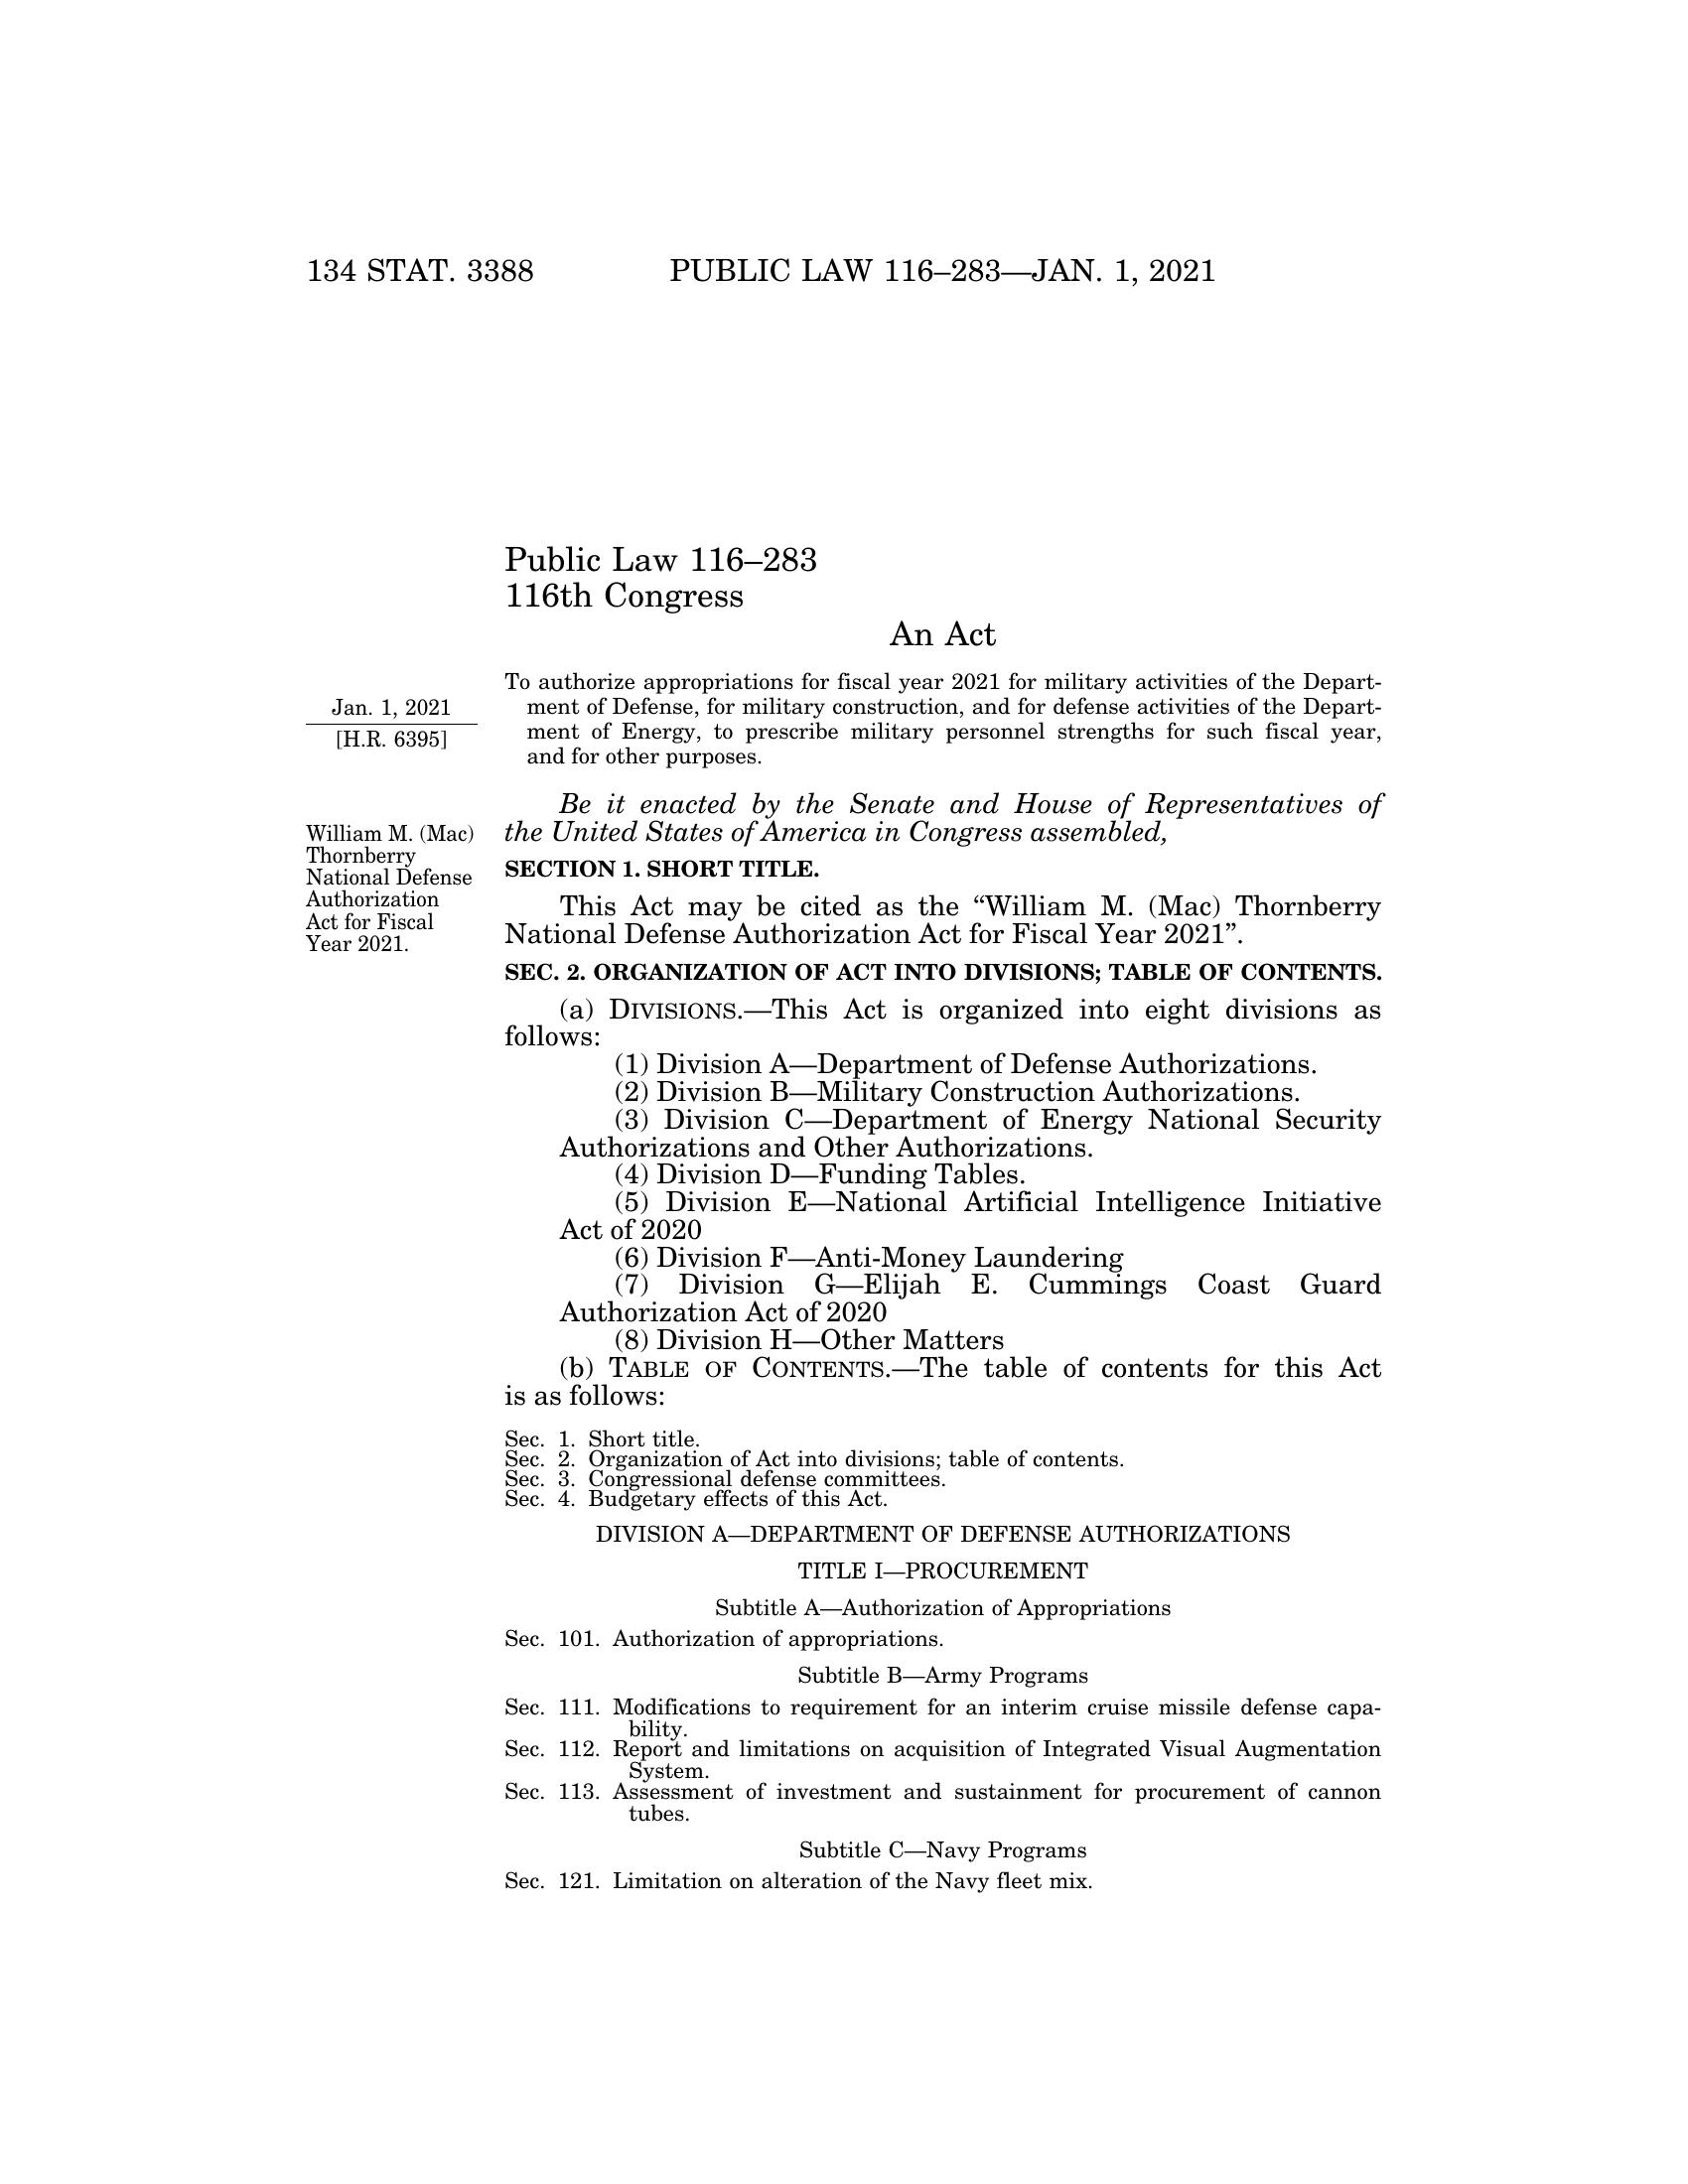 134 STAT. 3388 PUBLIC LAW 116–283—JAN. 1, 2021
Public Law 116–283
116th Congress
An Act
Jan. 1, 2021
[H.R. 6395]
To authorize appropriations for fiscal year 2021 for military activities of the Depart-
ment of Defense, for military construction, and for defense activities of the Depart-
ment of Energy, to prescribe military personnel strengths for such fiscal year,
and for other purposes.
Be it enacted by the Senate and House of Representatives of
the United States of America in Congress assembled,
William M. (Mac)
Thornberry
National Defense
Authorization
Act for Fiscal
Year 2021.
SECTION 1. SHORT TITLE.
This Act may be cited as the “William M. (Mac) Thornberry
National Defense Authorization Act for Fiscal Year 2021”.
SEC. 2. ORGANIZATION OF ACT INTO DIVISIONS; TABLE OF CONTENTS.
(a) DIVISIONS.—This Act is organized into eight divisions as
follows:
(1) Division A—Department of Defense Authorizations.
(2) Division B—Military Construction Authorizations.
(3) Division C—Department of Energy National Security
Authorizations and Other Authorizations.
(4) Division D—Funding Tables.
(5) Division E—National Artificial Intelligence Initiative
Act of 2020
(6) Division F—Anti-Money Laundering
(7) Division G—Elijah E. Cummings Coast Guard
Authorization Act of 2020
(8) Division H—Other Matters
(b) TABLE OF CONTENTS.—The table of contents for this Act
is as follows:
Sec. 1. Short title.
Sec. 2. Organization of Act into divisions; table of contents.
Sec. 3. Congressional defense committees.
Sec. 4. Budgetary effects of this Act.
DIVISION A—DEPARTMENT OF DEFENSE AUTHORIZATIONS
TITLE I—PROCUREMENT
Subtitle A—Authorization of Appropriations
Sec. 101. Authorization of appropriations.
Subtitle B—Army Programs
Sec. 111. Modifications to requirement for an interim cruise missile defense capa-
bility.
Sec. 112. Report and limitations on acquisition of Integrated Visual Augmentation
System.
Sec. 113. Assessment of investment and sustainment for procurement of cannon
tubes.
Subtitle C—Navy Programs
Sec. 121. Limitation on alteration of the Navy fleet mix.